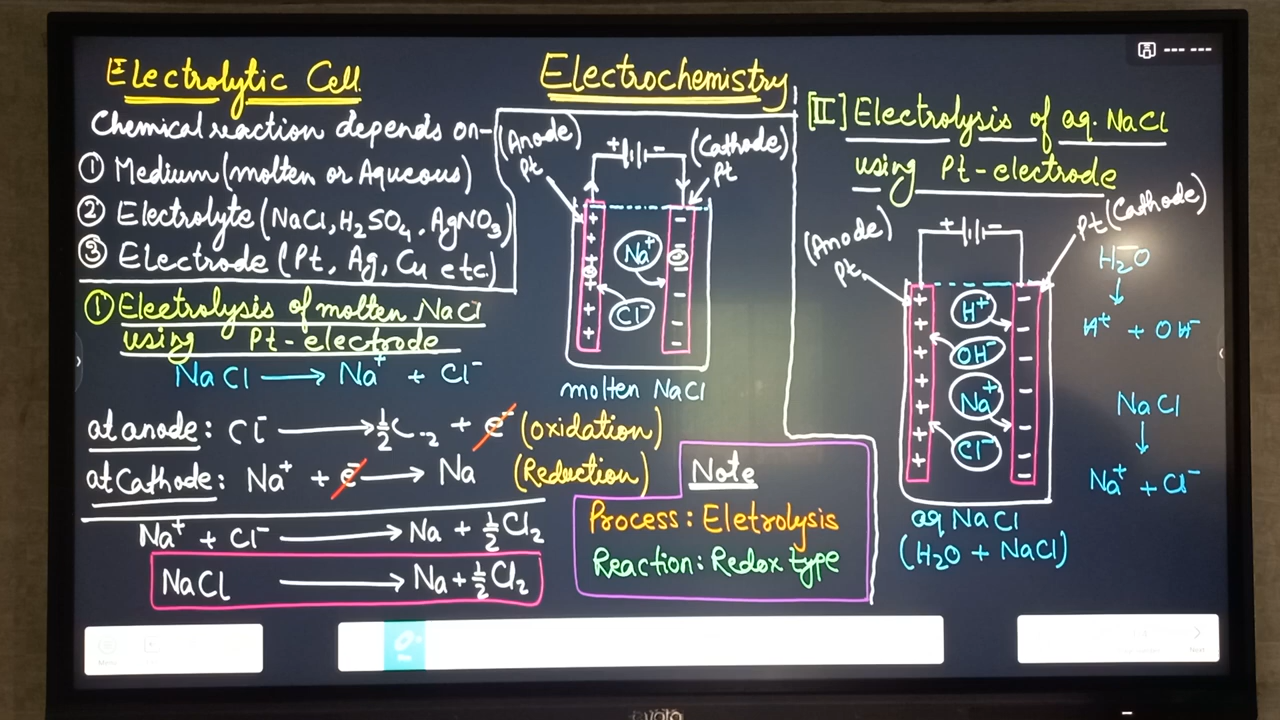 Electrolytic Cell
Chemical reaction depends on-
① Medium (molten or Aqueous)
② Electrolyte (NaCl, H₂SO₄, AgNO₃)
③ Electrode (Pt, Ag, Cu etc)
① Electrolysis of molten NaCl
using Pt-electrode
NaCl ⟶ Na⁺ + Cl⁻
at anode: Cl⁻ ⟶ ½C₂ + e⁻ (oxidation)
at Cathode: Na⁺ + e⁻ ⟶ Na (Reduction)
Na⁺ + Cl⁻ ⟶ Na + ½Cl₂
NaCl ⟶ Na + ½Cl₂
Electrochemistry
(Anode) Pt
+ -
(Cathode) Pt
Na⁺
Cl⁻
molten NaCl
Note
Process: Eletrolysis
Reaction: Redox type
[II] Electrolysis of aq. NaCl
using Pt-electrode
(Anode) Pt
+ -
Pt (Cathode)
H⁺
OH⁻
Na⁺
Cl⁻
aq NaCl
(H₂O + NaCl)
H₂O
↓
H⁺ + OH⁻
NaCl
↓
Na⁺ + Cl⁻